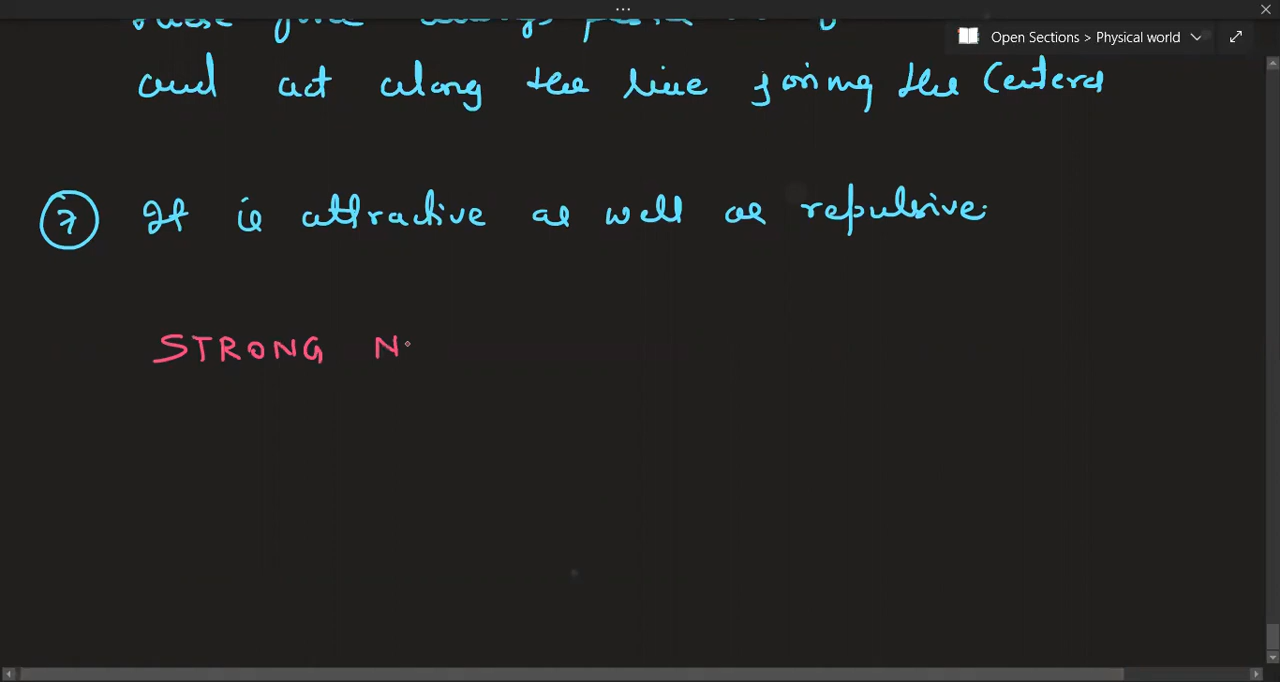 Open Sections > Physical world
and act along the line joining the Centers
7 It is attractive as well as repulsive.
STRONG N